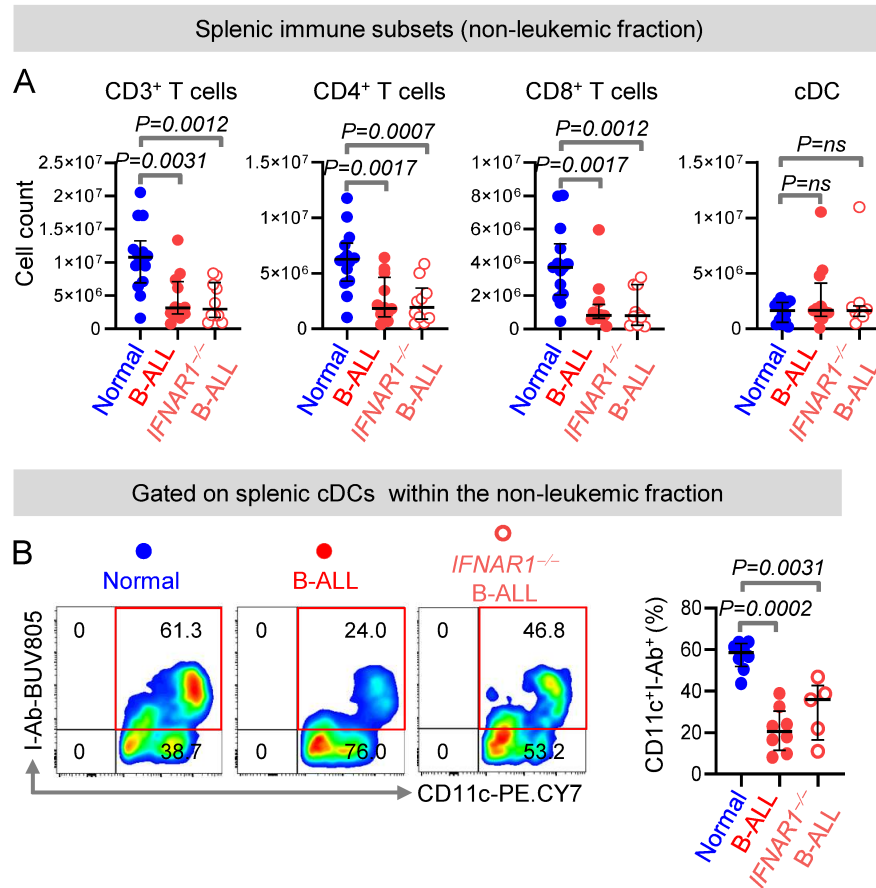 Splenic immune subsets (non-leukemic fraction)
A
CD3⁺ T cells
P=0.0012
P=0.0031
Cell count
2.5×10⁷
2×10⁷
1.5×10⁷
1×10⁷
5×10⁶
0
Normal
B-ALL
IFNAR1⁻/⁻
B-ALL
CD4⁺ T cells
P=0.0007
P=0.0017
1.5×10⁷
1×10⁷
5×10⁶
0
Normal
B-ALL
IFNAR1⁻/⁻
B-ALL
CD8⁺ T cells
P=0.0012
P=0.0017
1×10⁷
8×10⁶
6×10⁶
4×10⁶
2×10⁶
0
Normal
B-ALL
IFNAR1⁻/⁻
B-ALL
cDC
P=ns
P=ns
1.5×10⁷
1×10⁷
5×10⁶
0
Normal
B-ALL
IFNAR1⁻/⁻
B-ALL
Gated on splenic cDCs within the non-leukemic fraction
B
Normal
B-ALL
IFNAR1⁻/⁻
B-ALL
I-Ab-BUV805
0 61.3
0 38.7
0 24.0
0 76.0
0 46.8
0 53.2
CD11c-PE.CY7
P=0.0031
P=0.0002
CD11c⁺I-Ab⁺ (%)
80
60
40
20
0
Normal
B-ALL
IFNAR1⁻/⁻
B-ALL